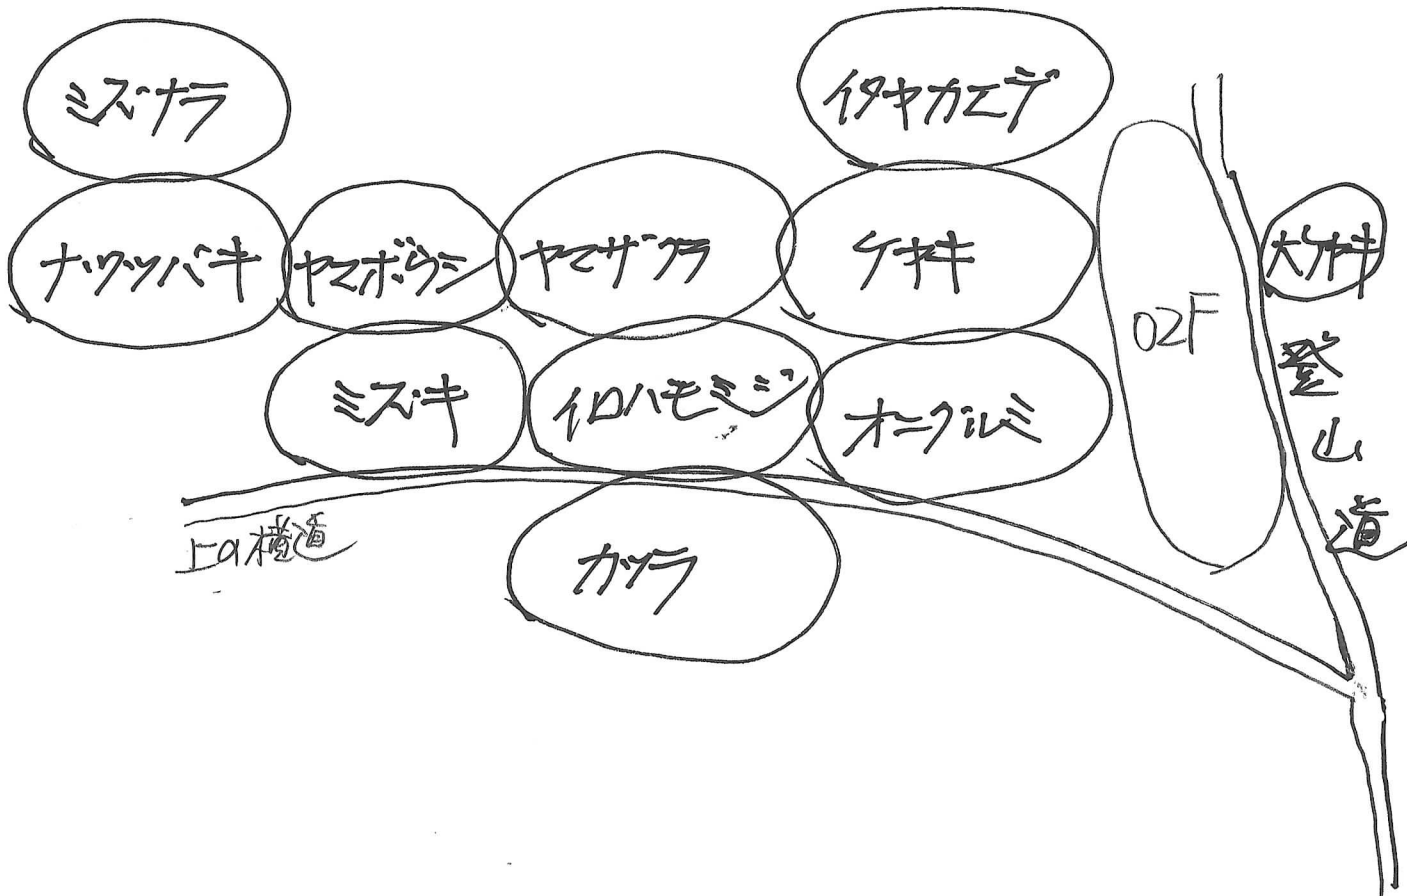 ミズナラ
イタヤカエデ
ナツツバキ
ヤマボウシ
ヤマザクラ
ケヤキ
大ケヤキ
02F
登山道
ミズキ
イロハモミジ
オニグルミ
上の横道
カツラ